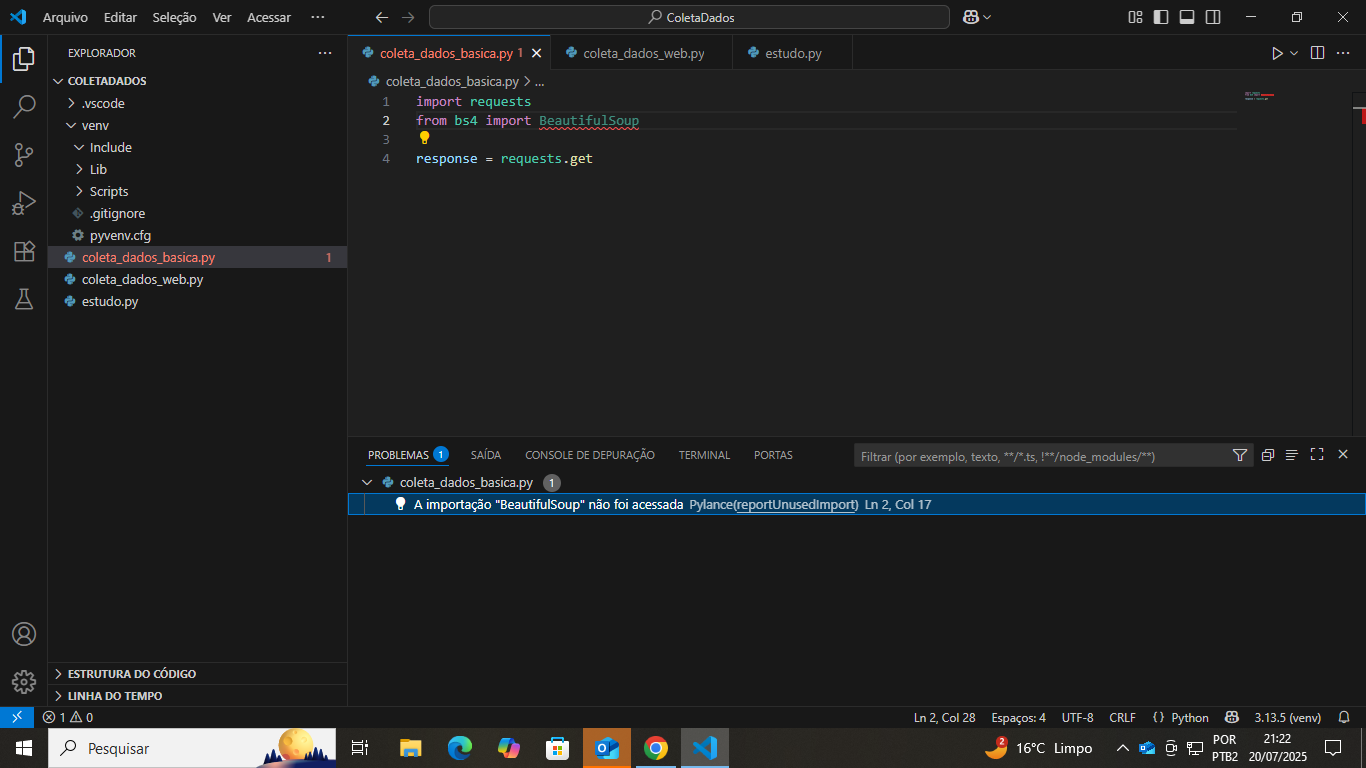 Arquivo Editar Seleção Ver Acessar ··· ColetaDados
EXPLORADOR ···
COLETADADOS
.vscode
venv
Include
Lib
Scripts
.gitignore
pyvenv.cfg
coleta_dados_basica.py 1
coleta_dados_web.py
estudo.py
ESTRUTURA DO CÓDIGO
LINHA DO TEMPO
coleta_dados_basica.py 1 coleta_dados_web.py estudo.py
coleta_dados_basica.py > ...
1 import requests
2 from bs4 import BeautifulSoup
3
4 response = requests.get
PROBLEMAS 1 SAÍDA CONSOLE DE DEPURAÇÃO TERMINAL PORTAS Filtrar (por exemplo, texto, **/*.ts, !**/node_modules/**)
coleta_dados_basica.py 1
A importação "BeautifulSoup" não foi acessada Pylance(reportUnusedImport) Ln 2, Col 17
1 0 Ln 2, Col 28 Espaços: 4 UTF-8 CRLF {} Python 3.13.5 (venv)
Pesquisar 2 16°C Limpo POR 21:22
PTB2 20/07/2025